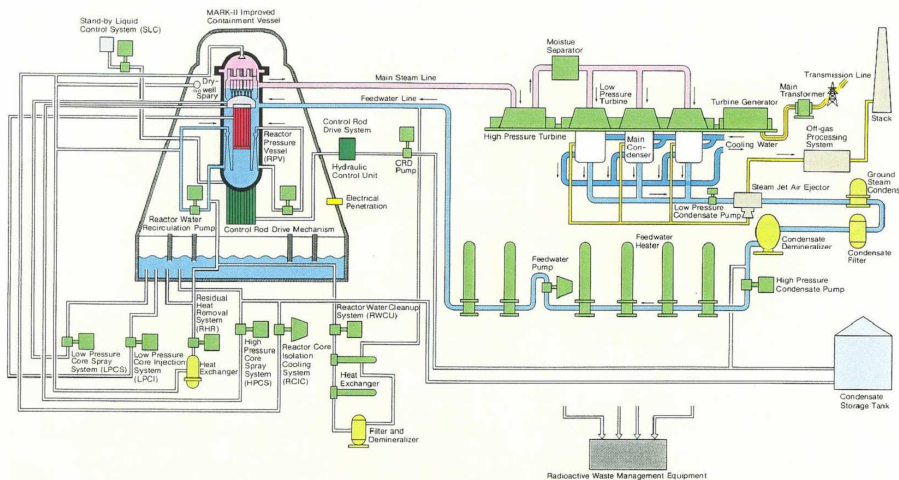 MARK-II Improved
Containment Vessel
Stand-by Liquid
Control System (SLC)
Dry-
well
Spary
Main Steam Line
Feedwater Line
Moistue
Separator
Low
Pressure
Turbine
High Pressure Turbine
Turbine Generator
Main
Transformer
Transmission Line
Stack
Off-gas
Processing
System
Cooling Water
Main
Con-
denser
Control Rod
Drive System
Reactor
Pressure
Vessel
(RPV)
Hydraulic
Control Unit
CRD
Pump
Electrical
Penetration
Reactor Water
Recirculation Pump
Control Rod Drive Mechanism
Low Pressure
Condensate Pump
Steam Jet Air Ejector
Ground
Steam
Condens
Condensate
Demineralizer
Condensate
Filter
Feedwater
Heater
Feedwater
Pump
High Pressure
Condensate Pump
Residual
Heat
Removal
System
(RHR)
Reactor Water Cleanup
System (RWCU)
Low Pressure
Core Spray
System (LPCS)
Low Pressure
Core Injection
System
(LPCI)
Heat
Exchanger
High
Pressure
Core Spray
System
(HPCS)
Reactor Core
Isolation
Cooling
System
(RCIC)
Heat
Exchanger
Filter and
Demineralizer
Condensate
Storage Tank
Radioactive Waste Management Equipment